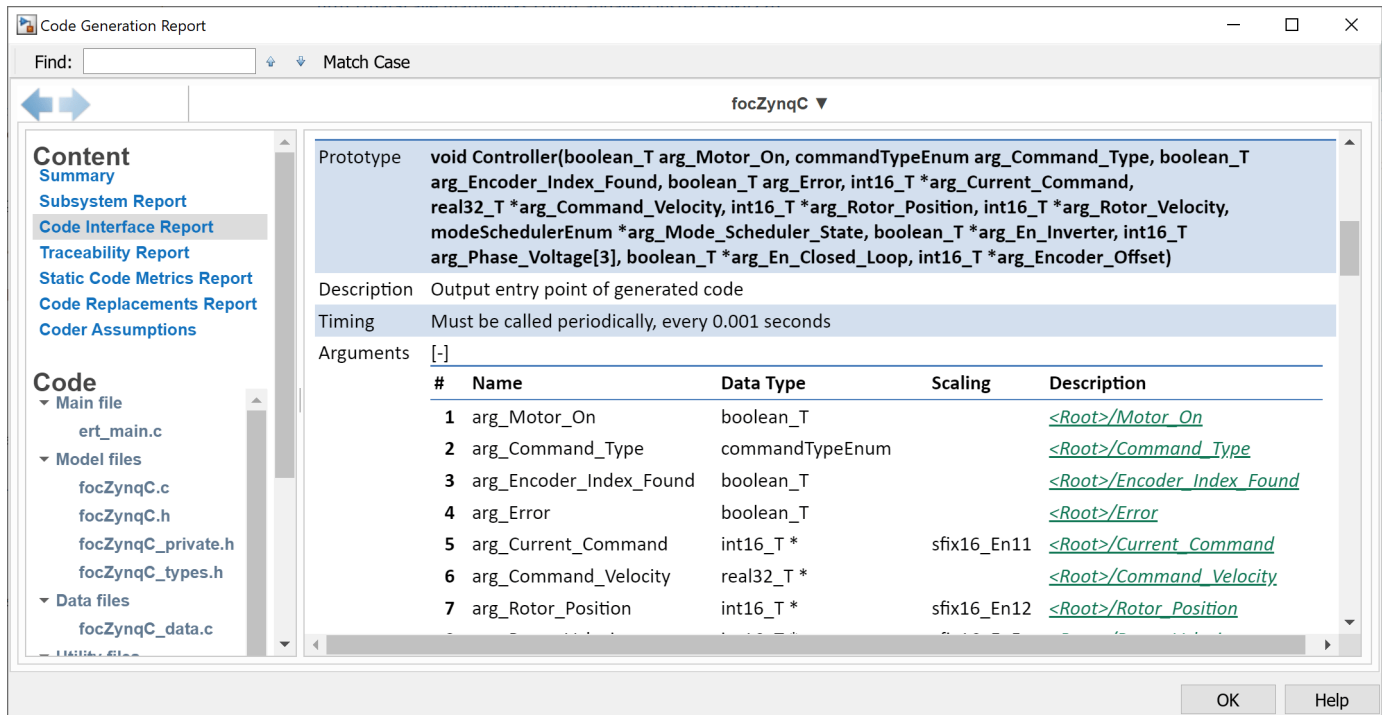 Code Generation Report
Find:
Match Case
focZynqC ▼
Content
Summary
Subsystem Report
Code Interface Report
Traceability Report
Static Code Metrics Report
Code Replacements Report
Coder Assumptions
Code
Main file
ert_main.c
Model files
focZynqC.c
focZynqC.h
focZynqC_private.h
focZynqC_types.h
Data files
focZynqC_data.c
Utility files
Prototype void Controller(boolean_T arg_Motor_On, commandTypeEnum arg_Command_Type, boolean_T
arg_Encoder_Index_Found, boolean_T arg_Error, int16_T *arg_Current_Command,
real32_T *arg_Command_Velocity, int16_T *arg_Rotor_Position, int16_T *arg_Rotor_Velocity,
modeSchedulerEnum *arg_Mode_Scheduler_State, boolean_T *arg_En_Inverter, int16_T
arg_Phase_Voltage[3], boolean_T *arg_En_Closed_Loop, int16_T *arg_Encoder_Offset)
Description Output entry point of generated code
Timing Must be called periodically, every 0.001 seconds
Arguments [-]
# Name Data Type Scaling Description
1 arg_Motor_On boolean_T <Root>/Motor_On
2 arg_Command_Type commandTypeEnum <Root>/Command_Type
3 arg_Encoder_Index_Found boolean_T <Root>/Encoder_Index_Found
4 arg_Error boolean_T <Root>/Error
5 arg_Current_Command int16_T * sfix16_En11 <Root>/Current_Command
6 arg_Command_Velocity real32_T * <Root>/Command_Velocity
7 arg_Rotor_Position int16_T * sfix16_En12 <Root>/Rotor_Position
OK
Help